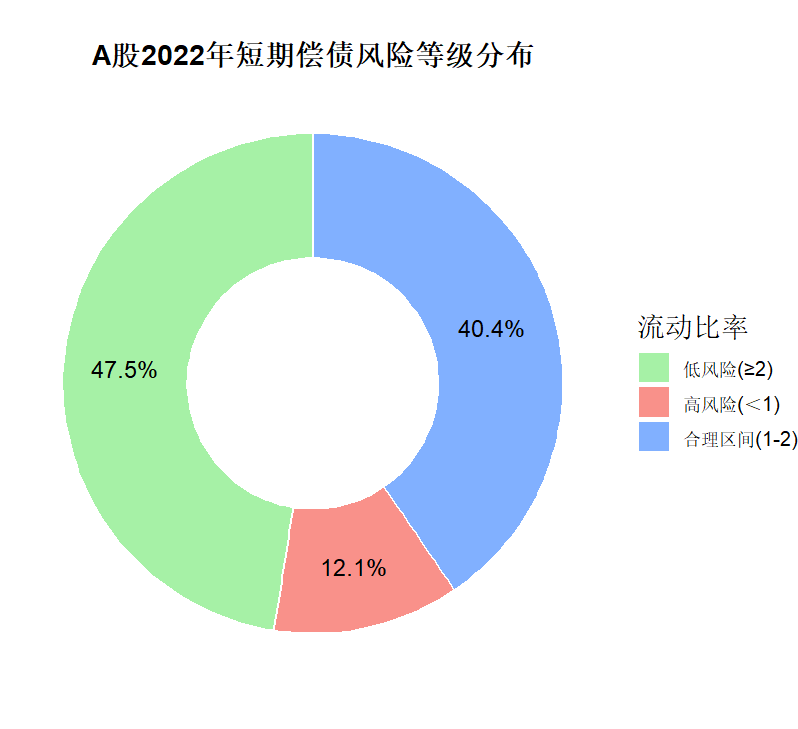 A股2022年短期偿债风险等级分布
40.4%
47.5%
12.1%
流动比率
低风险(≥2)
高风险(＜1)
合理区间(1-2)